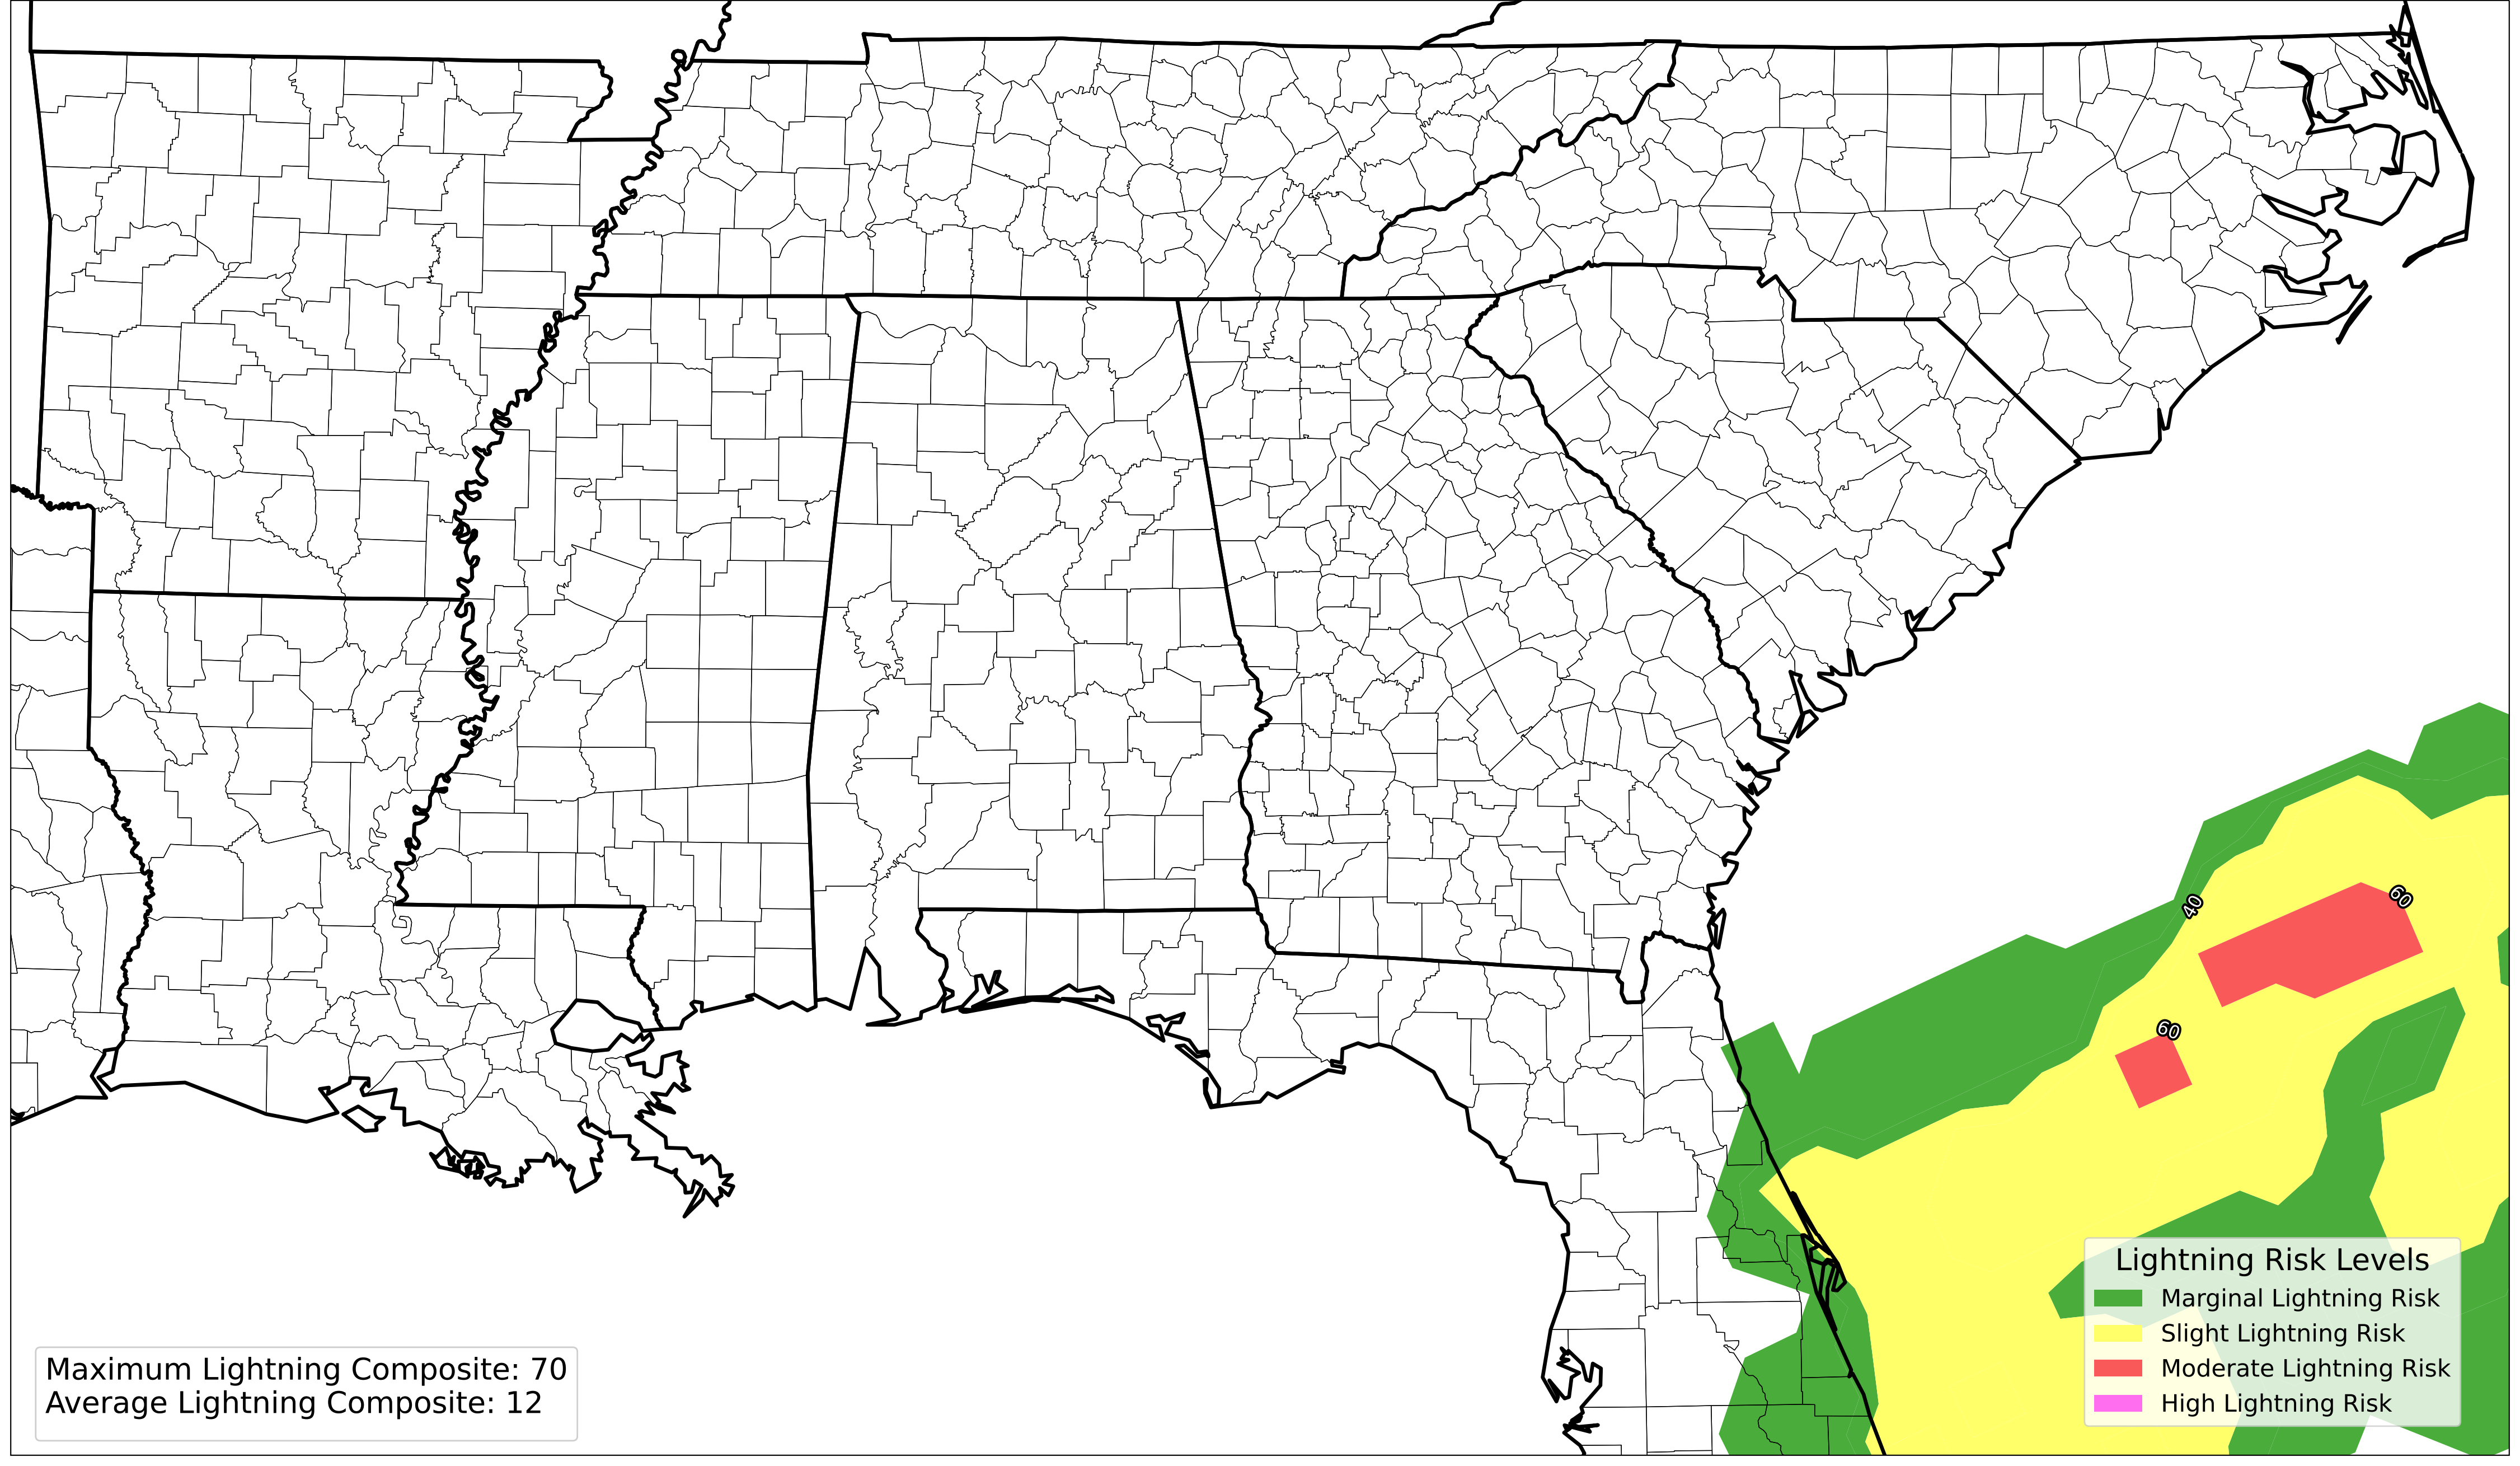 40
60
60
Lightning Risk Levels
Marginal Lightning Risk
Slight Lightning Risk
Moderate Lightning Risk
High Lightning Risk
Maximum Lightning Composite: 70
Average Lightning Composite: 12